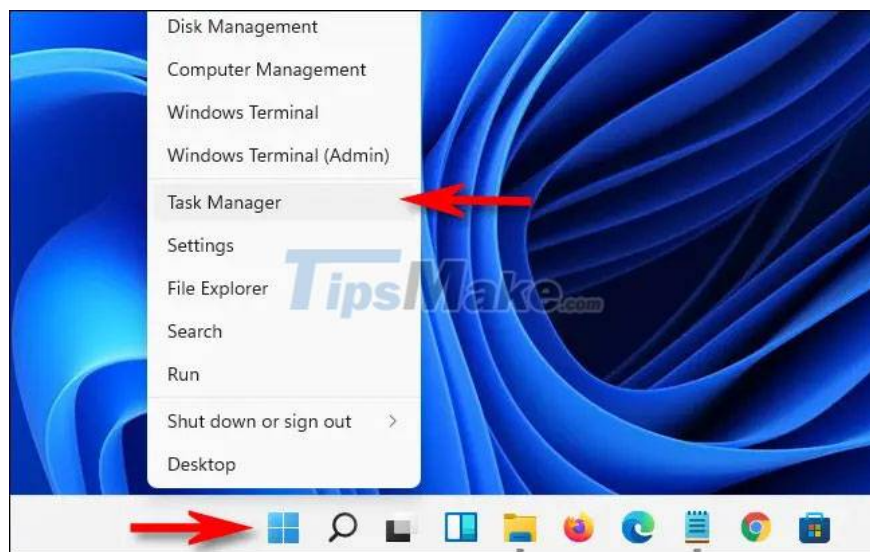 Disk Management
Computer Management
Windows Terminal
Windows Terminal (Admin)
Task Manager
Settings
TipsMake.com
File Explorer
Search
Run
Shut down or sign out
Desktop